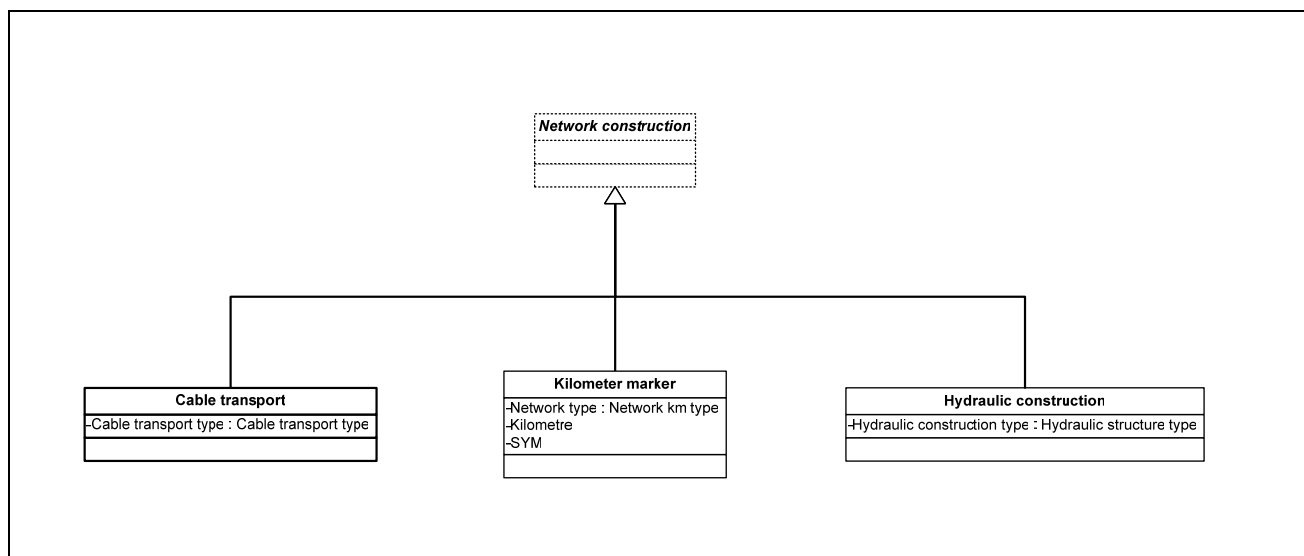 Network construction
Cable transport
-Cable transport type : Cable transport type
Kilometer marker
-Network type : Network km type
-Kilometre
-SYM
Hydraulic construction
-Hydraulic construction type : Hydraulic structure type